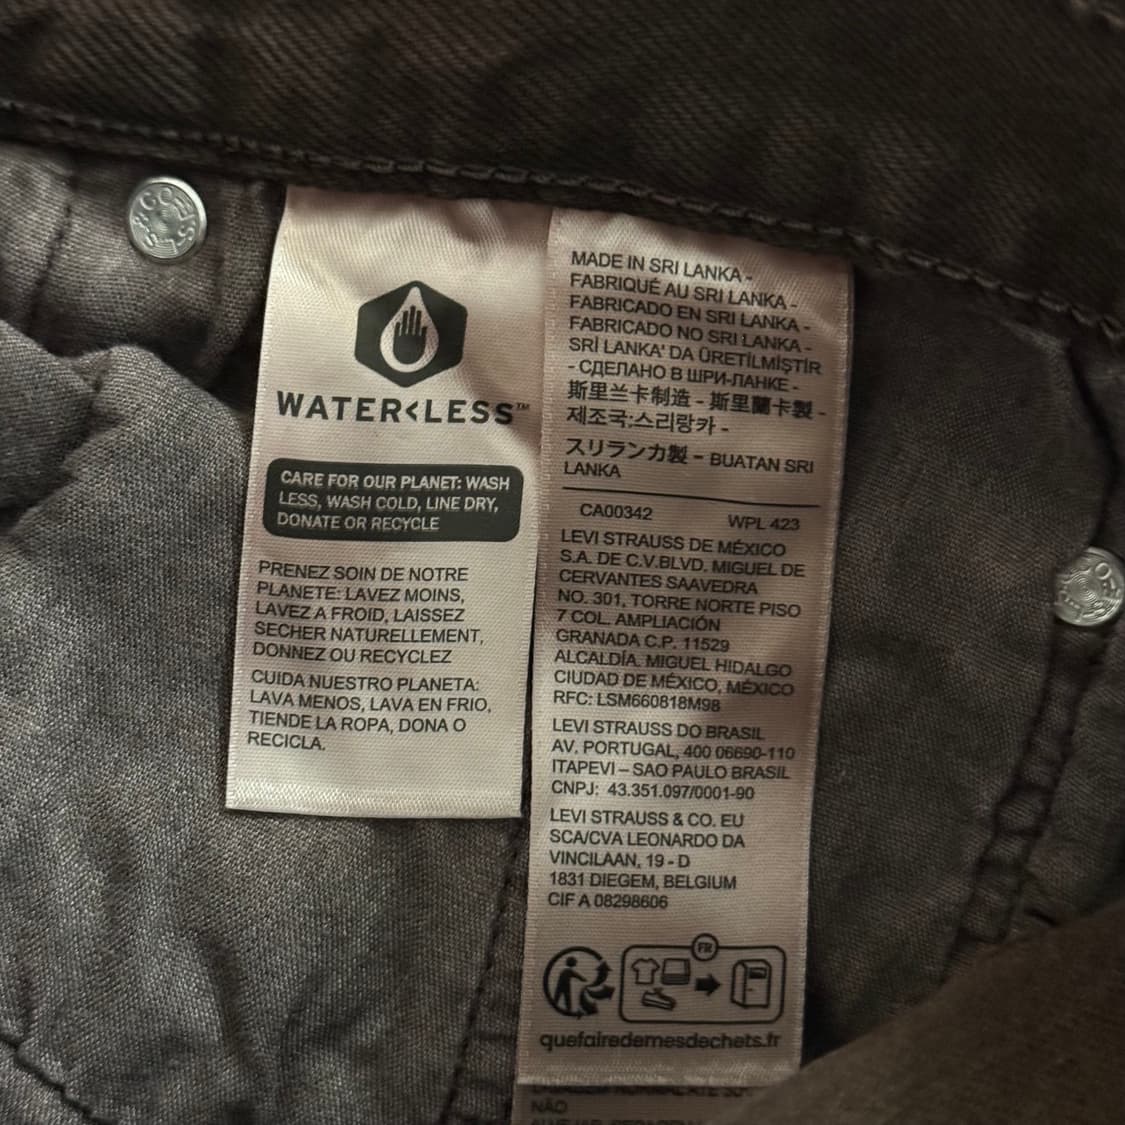 WATER<LESS™
CARE FOR OUR PLANET: WASH
LESS, WASH COLD, LINE DRY,
DONATE OR RECYCLE
PRENEZ SOIN DE NOTRE
PLANETE: LAVEZ MOINS,
LAVEZ A FROID, LAISSEZ
SECHER NATURELLEMENT,
DONNEZ OU RECYCLEZ
CUIDA NUESTRO PLANETA:
LAVA MENOS, LAVA EN FRIO,
TIENDE LA ROPA, DONA O
RECICLA.
MADE IN SRI LANKA -
FABRIQUÉ AU SRI LANKA -
FABRICADO EN SRI LANKA -
FABRICADO NO SRI LANKA -
SRİ LANKA' DA ÜRETİLMİŞTİR
- СДЕЛАНО В ШРИ-ЛАНКЕ -
斯里兰卡制造 - 斯里蘭卡製 -
제조국:스리랑카 -
スリランカ製 - BUATAN SRI
LANKA
CA00342 WPL 423
LEVI STRAUSS DE MÉXICO
S.A. DE C.V.BLVD. MIGUEL DE
CERVANTES SAAVEDRA
NO. 301, TORRE NORTE PISO
7 COL. AMPLIACIÓN
GRANADA C.P. 11529
ALCALDÍA. MIGUEL HIDALGO
CIUDAD DE MÉXICO, MÉXICO
RFC: LSM660818M98
LEVI STRAUSS DO BRASIL
AV. PORTUGAL, 400 06690-110
ITAPEVI – SAO PAULO BRASIL
CNPJ: 43.351.097/0001-90
LEVI STRAUSS & CO. EU
SCA/CVA LEONARDO DA
VINCILAAN, 19 - D
1831 DIEGEM, BELGIUM
CIF A 08298606
FR
quefairedemesdechets.fr
NÃO